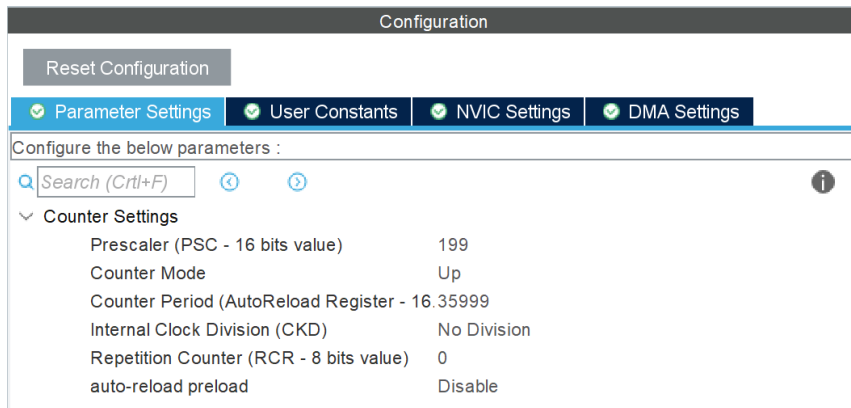 Configuration
Reset Configuration
Parameter Settings User Constants NVIC Settings DMA Settings
Configure the below parameters :
Search (Crtl+F)
Counter Settings
Prescaler (PSC - 16 bits value) 199
Counter Mode Up
Counter Period (AutoReload Register - 16. 35999
Internal Clock Division (CKD) No Division
Repetition Counter (RCR - 8 bits value) 0
auto-reload preload Disable